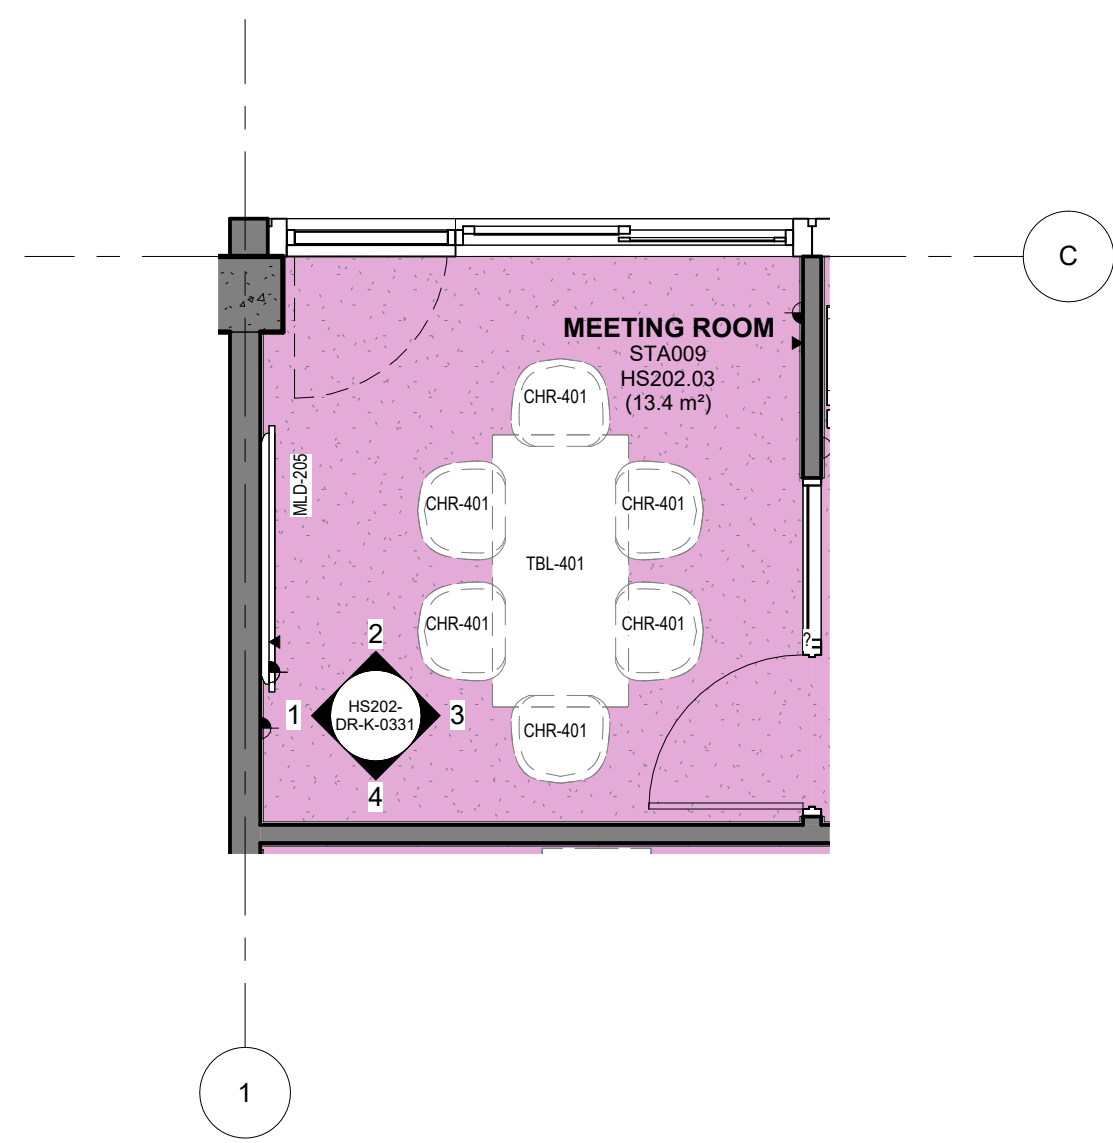 C
MEETING ROOM
STA009
HS202.03
(13.4 m²)
CHR-401
MLD-205
CHR-401
CHR-401
TBL-401
CHR-401
CHR-401
?
2
1
HS202-
DR-K-0331
3
4
CHR-401
1